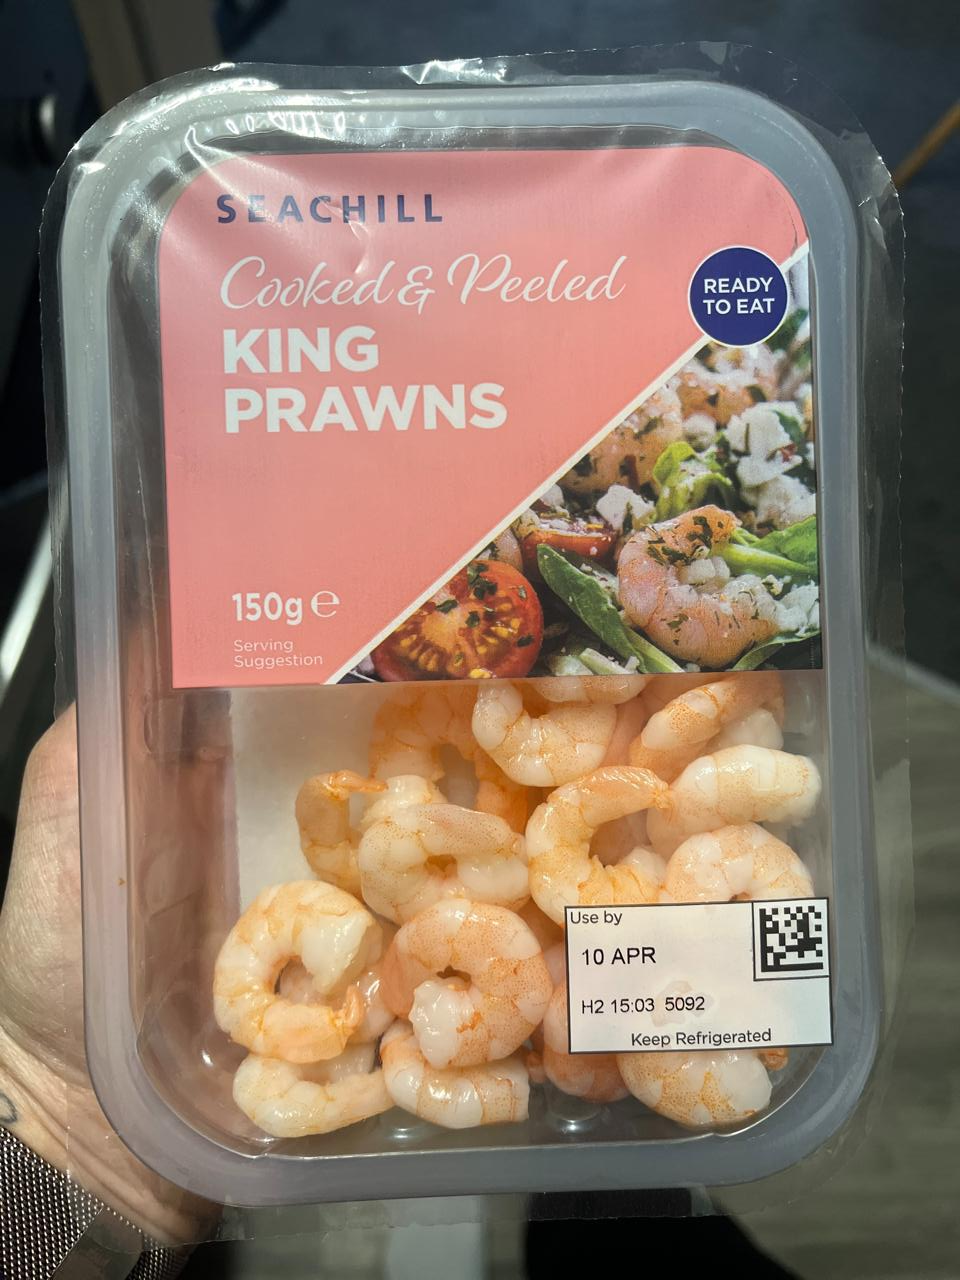 SEACHILL
Cooked & Peeled
KING
PRAWNS
READY
TO EAT
150g ℮
Serving
Suggestion
Use by
10 APR
H2 15:03 5092
Keep Refrigerated